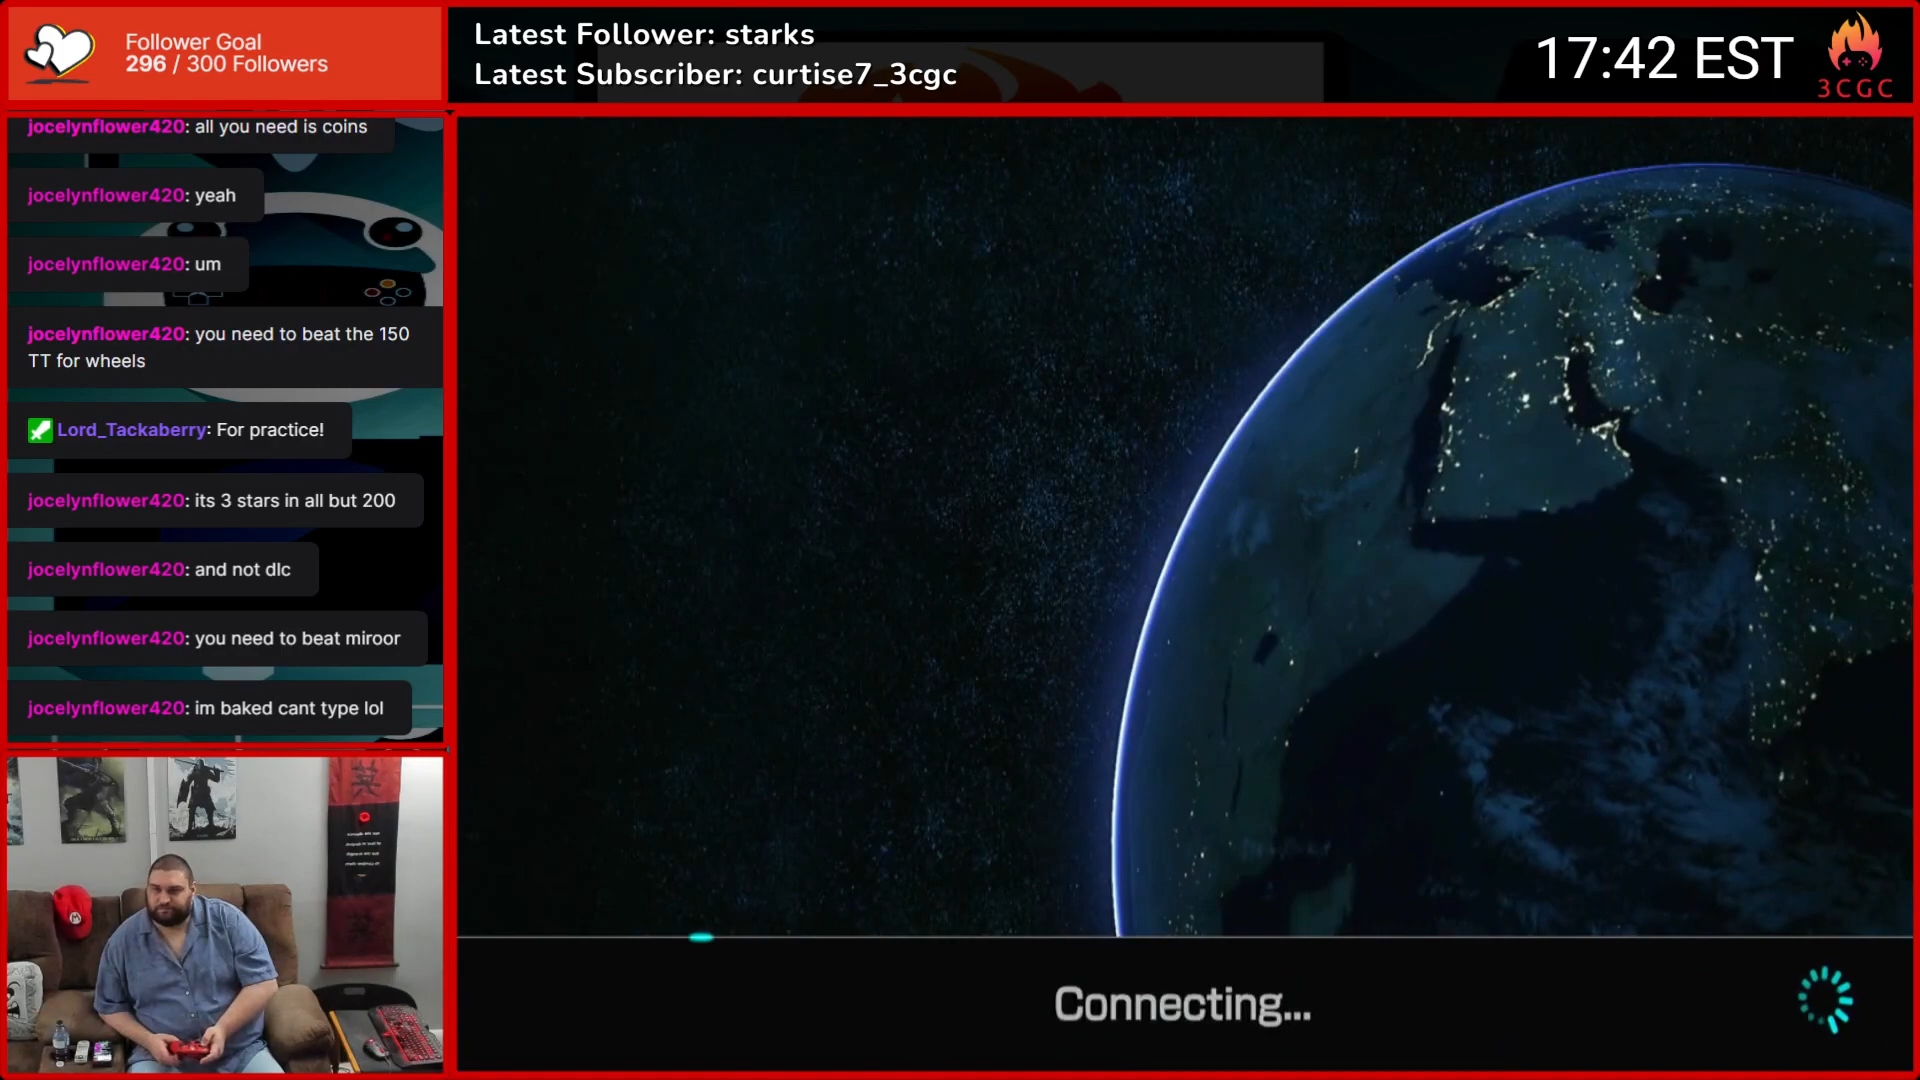 Follower Goal
296 / 300 Followers
Latest Follower: starks
Latest Subscriber: curtise7_3cgc
17:42 EST
3CGC
jocelynflower420: all you need is coins
jocelynflower420: yeah
jocelynflower420: um
jocelynflower420: you need to beat the 150
TT for wheels
Lord_Tackaberry: For practice!
jocelynflower420: its 3 stars in all but 200
jocelynflower420: and not dlc
jocelynflower420: you need to beat miroor
jocelynflower420: im baked cant type lol
Connecting...